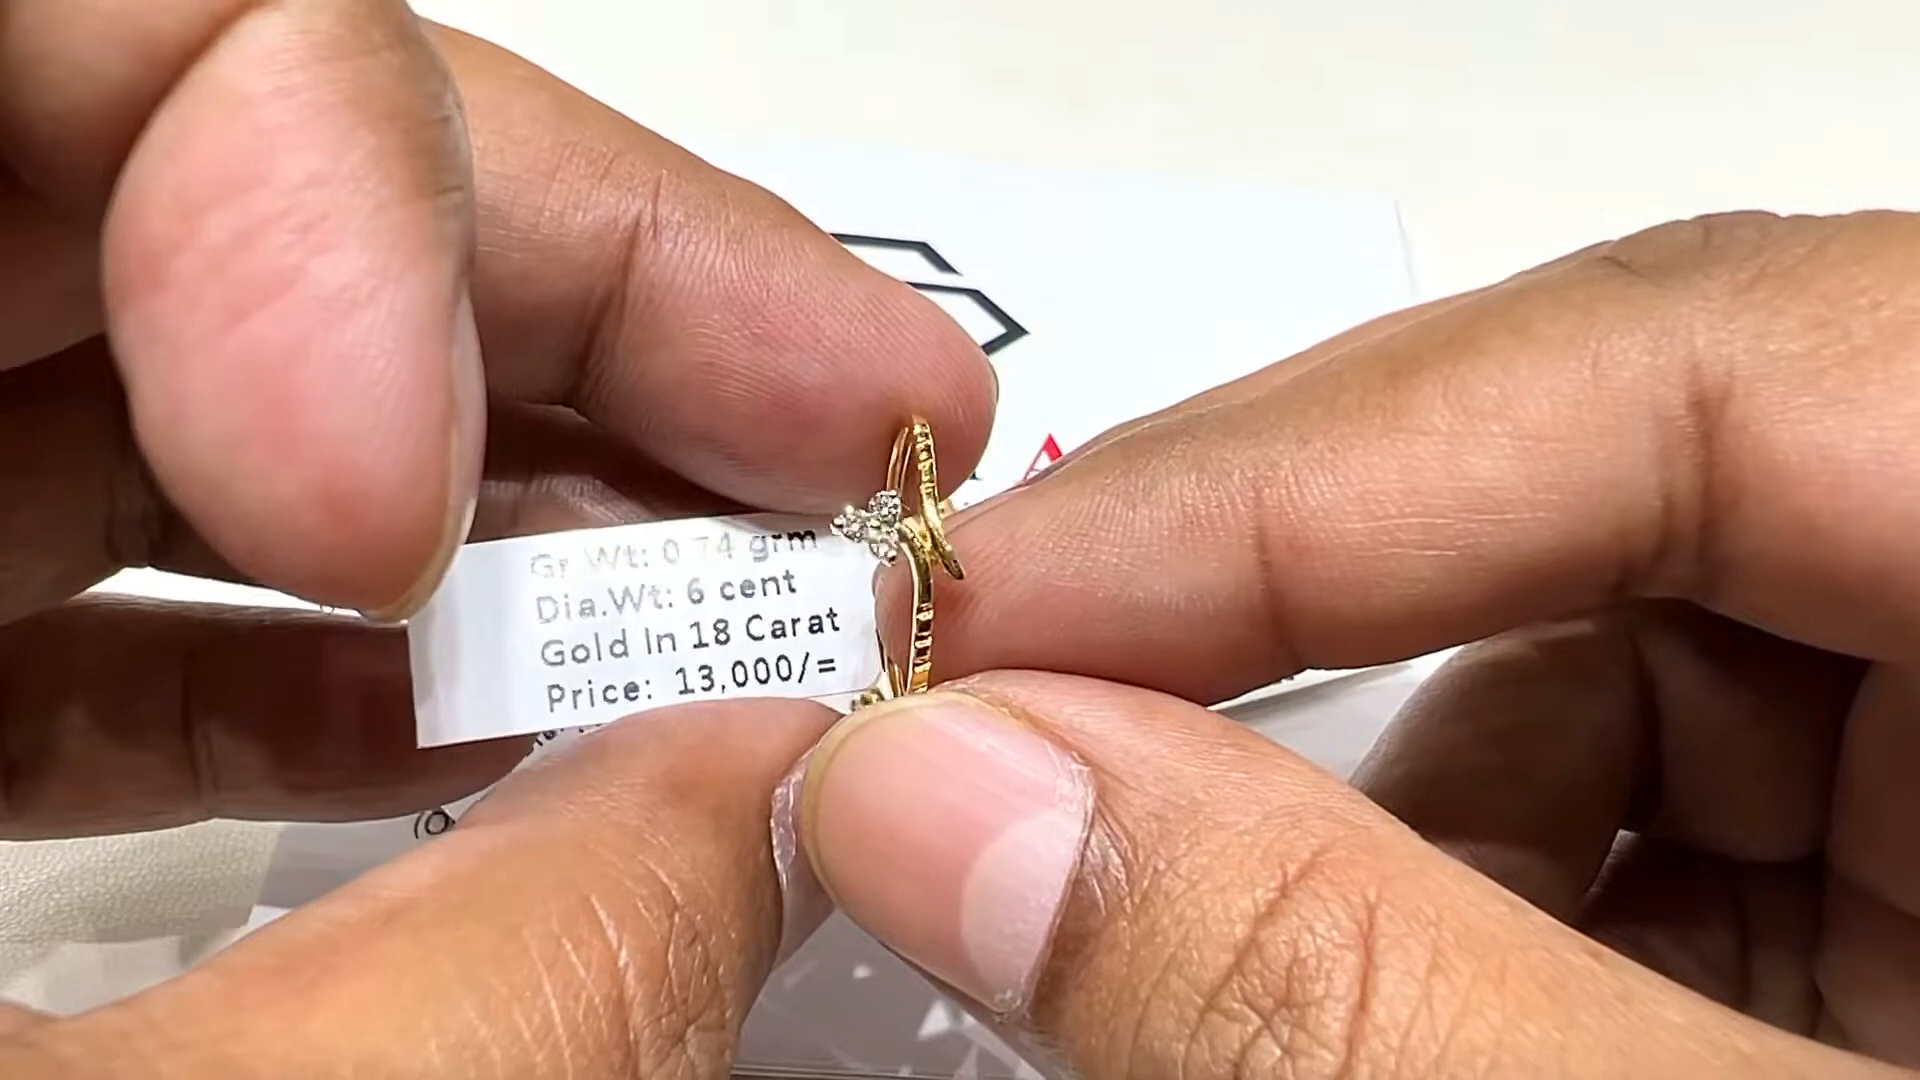 Gr Wt: 0.74 grm
Dia.Wt: 6 cent
Gold In 18 Carat
Price: 13,000/=
(O